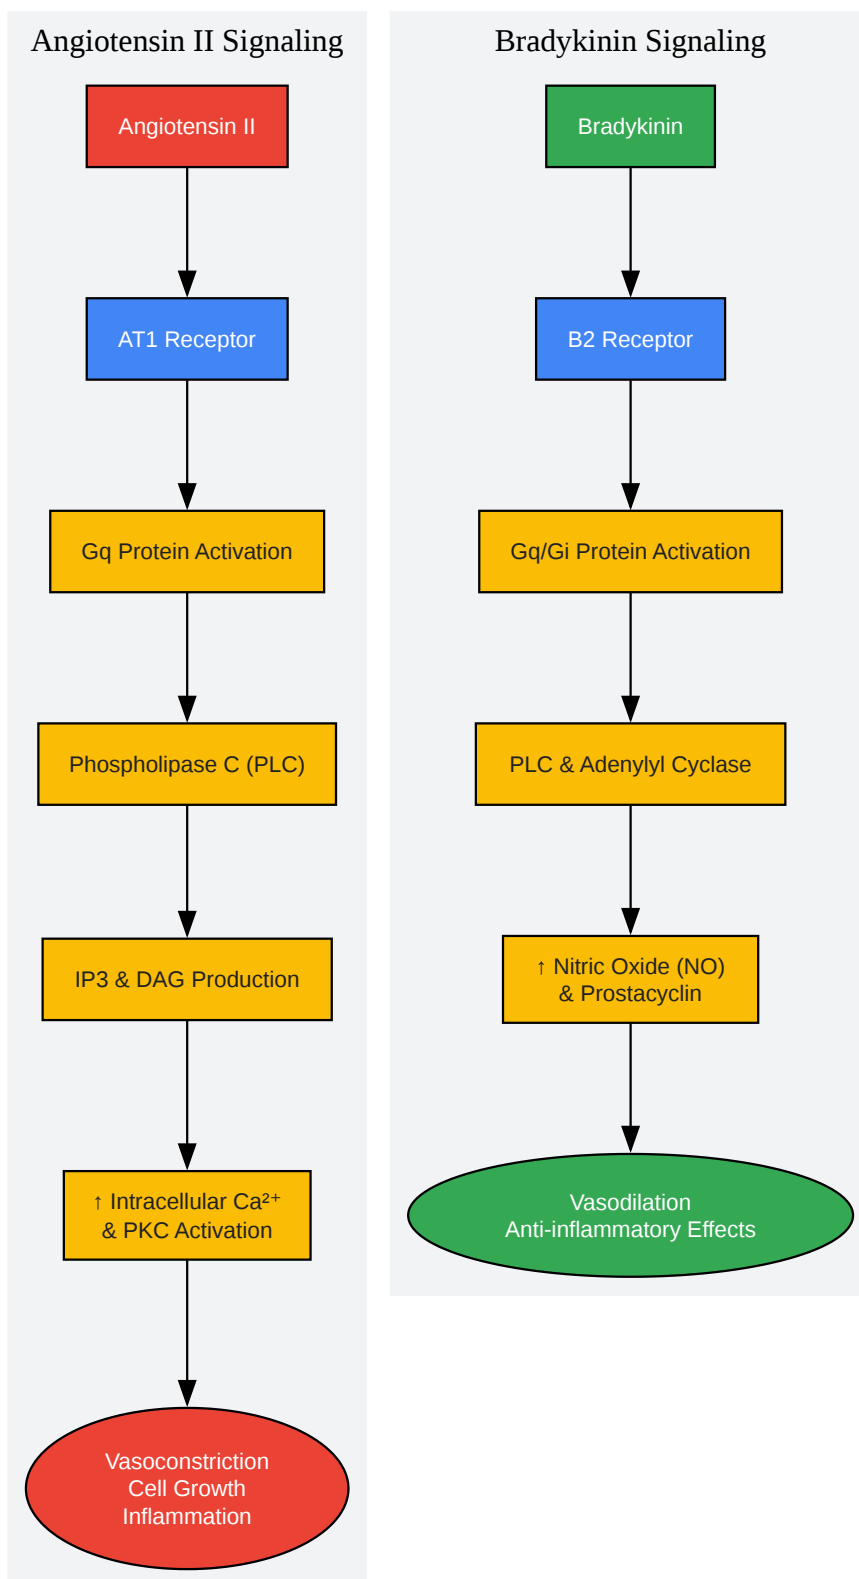 Angiotensin II Signaling
Angiotensin II
AT1 Receptor
Gq Protein Activation
Phospholipase C (PLC)
IP3 & DAG Production
↑ Intracellular Ca²⁺
& PKC Activation
Vasoconstriction
Cell Growth
Inflammation
Bradykinin Signaling
Bradykinin
B2 Receptor
Gq/Gi Protein Activation
PLC & Adenylyl Cyclase
↑ Nitric Oxide (NO)
& Prostacyclin
Vasodilation
Anti-inflammatory Effects